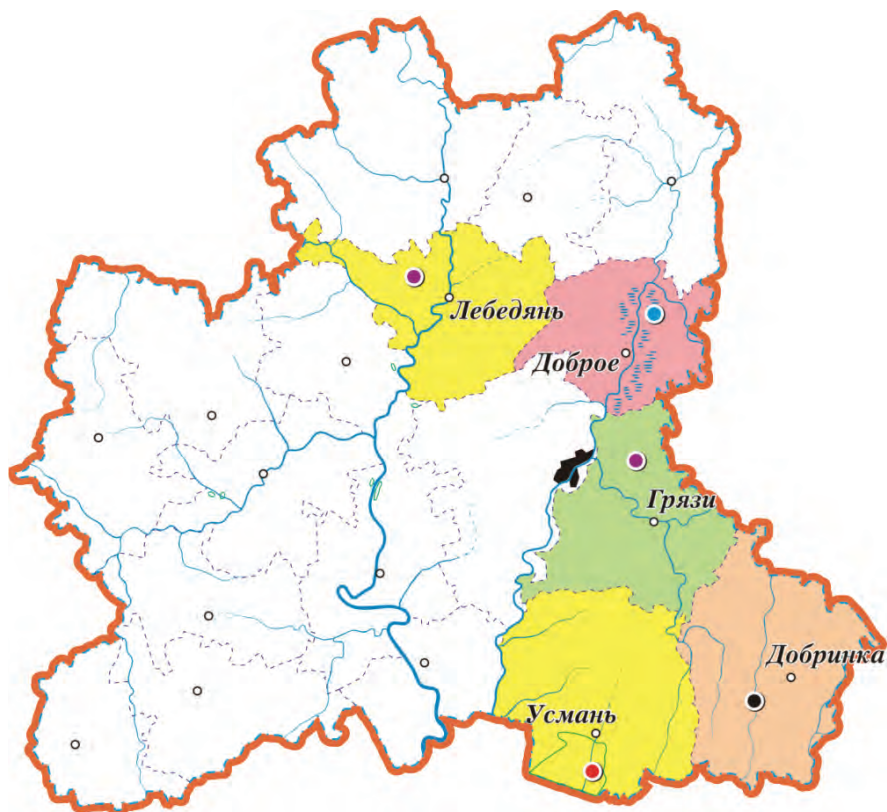 Лебедянь
Доброе
Грязи
Добринка
Усмань